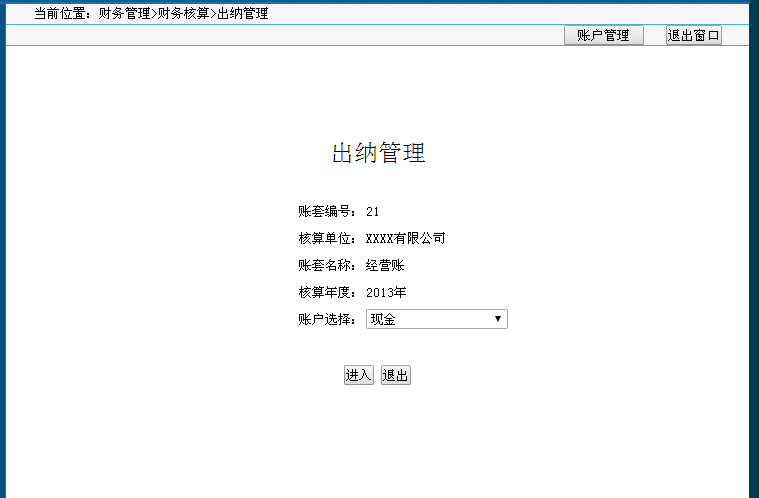 当前位置：财务管理>财务核算>出纳管理
账户管理 退出窗口
出纳管理
账套编号：21
核算单位：XXXX有限公司
账套名称：经营账
核算年度：2013年
账户选择：现金
进入 退出